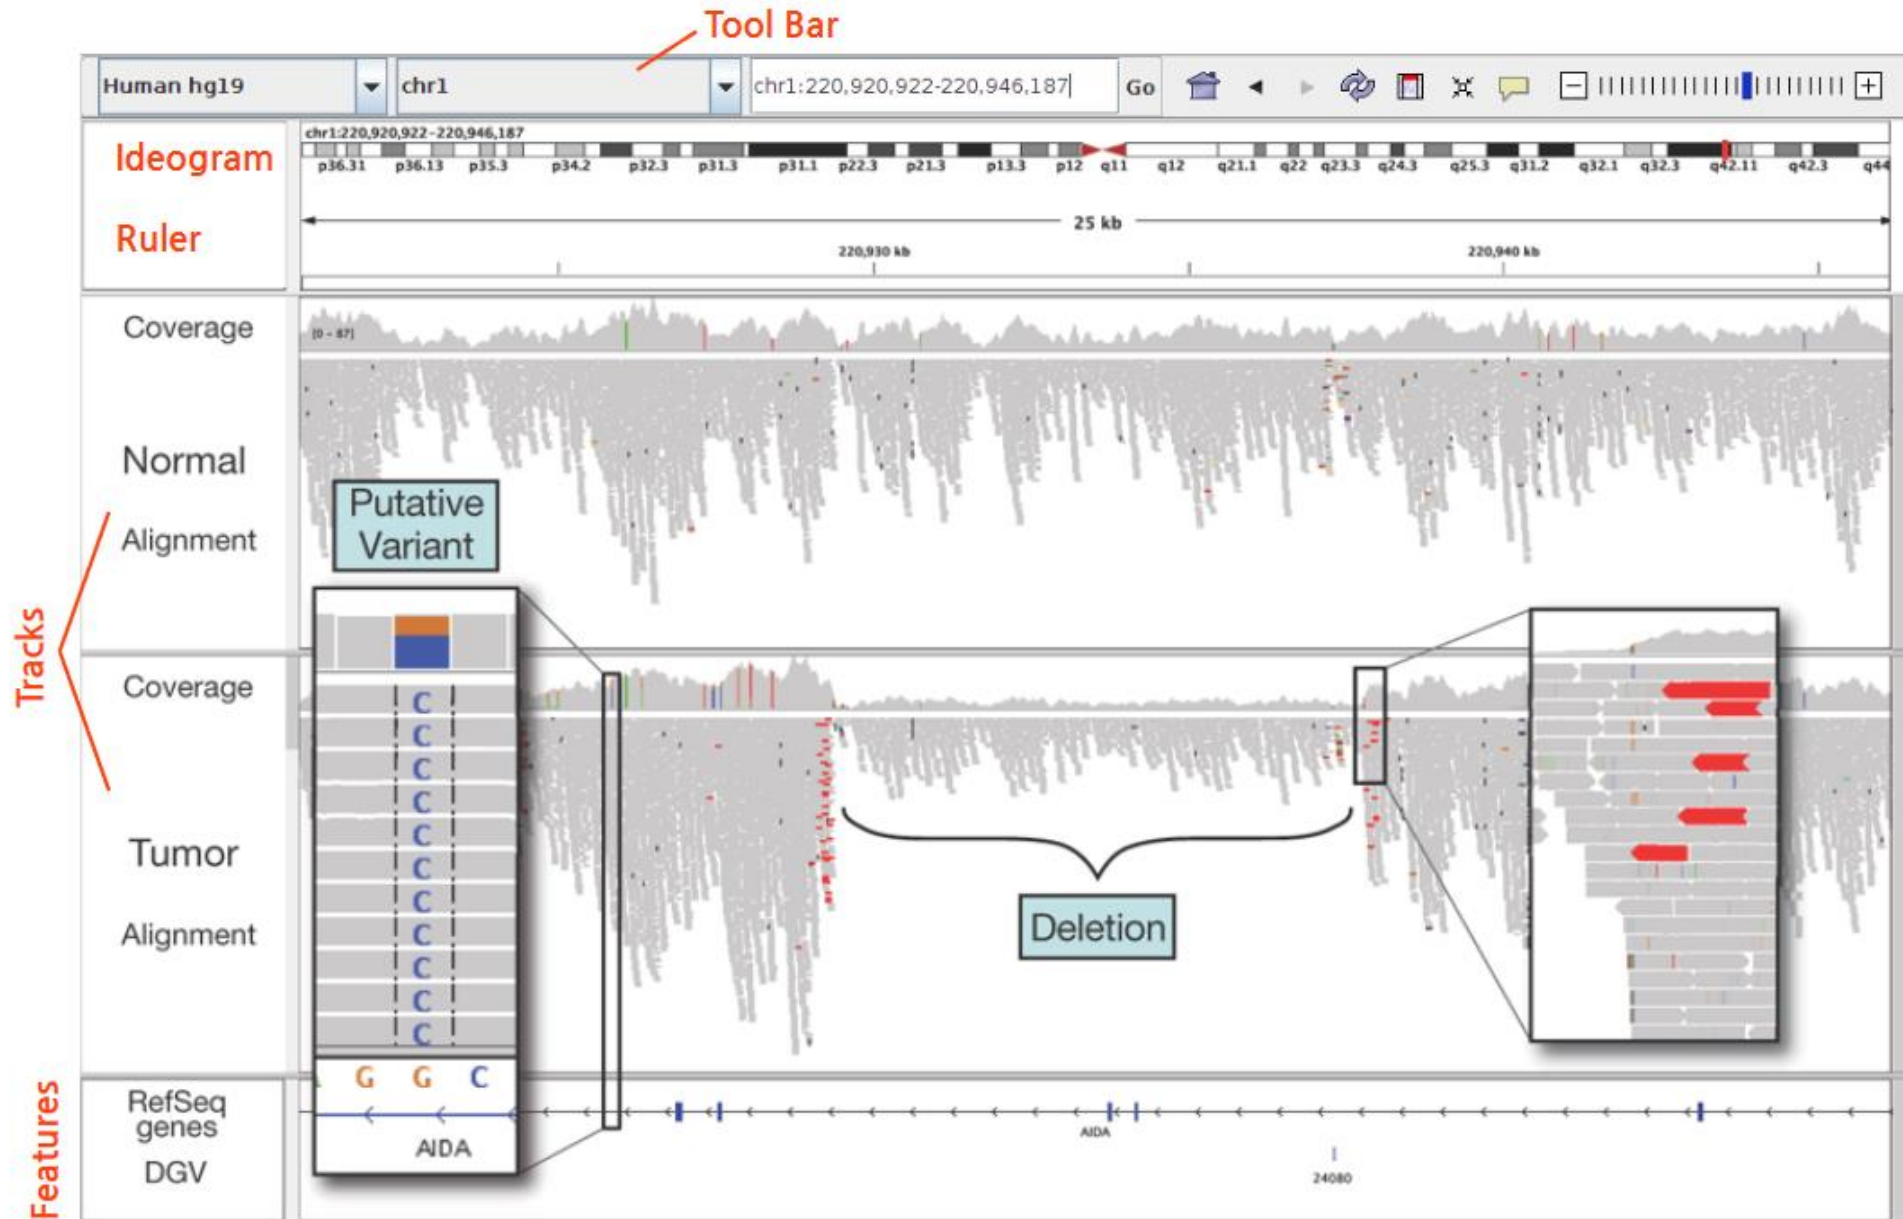 Tool Bar
Human hg19 chr1 chr1:220,920,922-220,946,187 Go
chr1:220,920,922-220,946,187
Ideogram
p36.31 p36.13 p35.3 p34.2 p32.3 p31.3 p31.1 p22.3 p21.3 p13.3 p12 q11 q12 q21.1 q22 q23.3 q24.3 q25.3 q31.2 q32.1 q32.3 q42.11 q42.3 q44
Ruler
25 kb
220,930 kb 220,940 kb
Coverage
[0 - 87]
Normal
Alignment
Putative
Variant
Tracks
Coverage
C
C
C
C
C
C
C
C
C
C
C
Tumor
Alignment
Deletion
G G C
AIDA
Features
RefSeq
genes
AIDA
DGV
24080